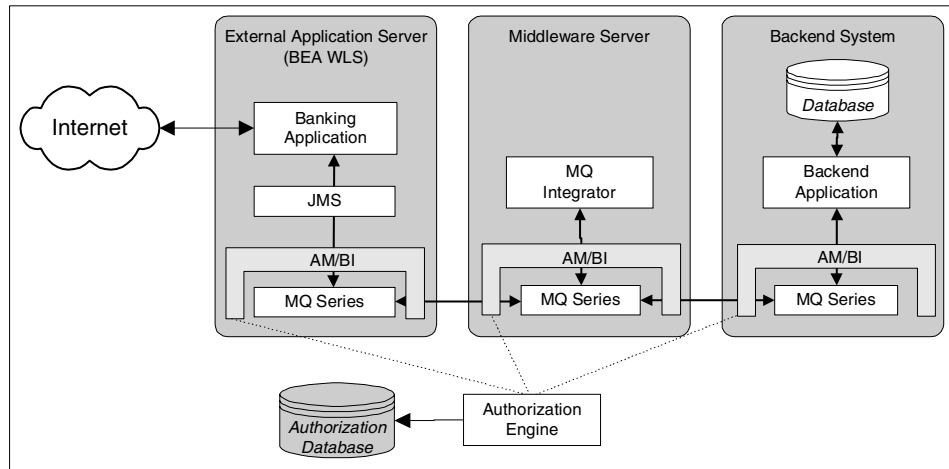 External Application Server
(BEA WLS)
Middleware Server
Backend System
Internet
Banking
Application
JMS
AM/BI
MQ Series
MQ
Integrator
AM/BI
MQ Series
Database
Backend
Application
AM/BI
MQ Series
Authorization
Database
Authorization
Engine